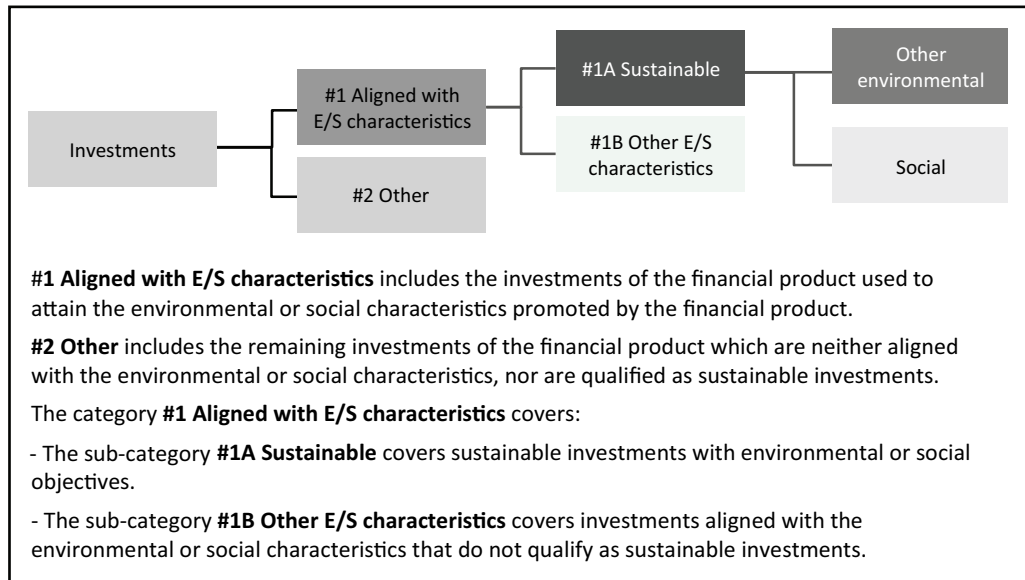 Investments
#1 Aligned with
E/S characteristics
#2 Other
#1A Sustainable
#1B Other E/S
characteristics
Other
environmental
Social
#1 Aligned with E/S characteristics includes the investments of the financial product used to
attain the environmental or social characteristics promoted by the financial product.
#2 Other includes the remaining investments of the financial product which are neither aligned
with the environmental or social characteristics, nor are qualified as sustainable investments.
The category #1 Aligned with E/S characteristics covers:
- The sub-category #1A Sustainable covers sustainable investments with environmental or social
objectives.
- The sub-category #1B Other E/S characteristics covers investments aligned with the
environmental or social characteristics that do not qualify as sustainable investments.